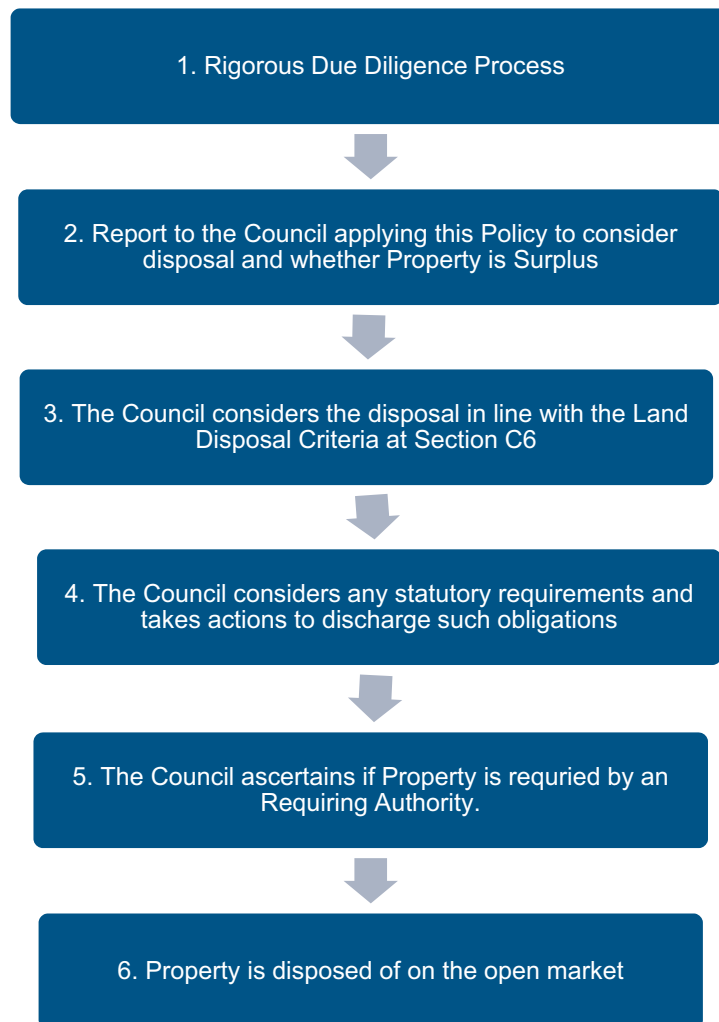 1. Rigorous Due Diligence Process
2. Report to the Council applying this Policy to consider
disposal and whether Property is Surplus
3. The Council considers the disposal in line with the Land
Disposal Criteria at Section C6
4. The Council considers any statutory requirements and
takes actions to discharge such obligations
5. The Council ascertains if Property is requried by an
Requiring Authority.
6. Property is disposed of on the open market